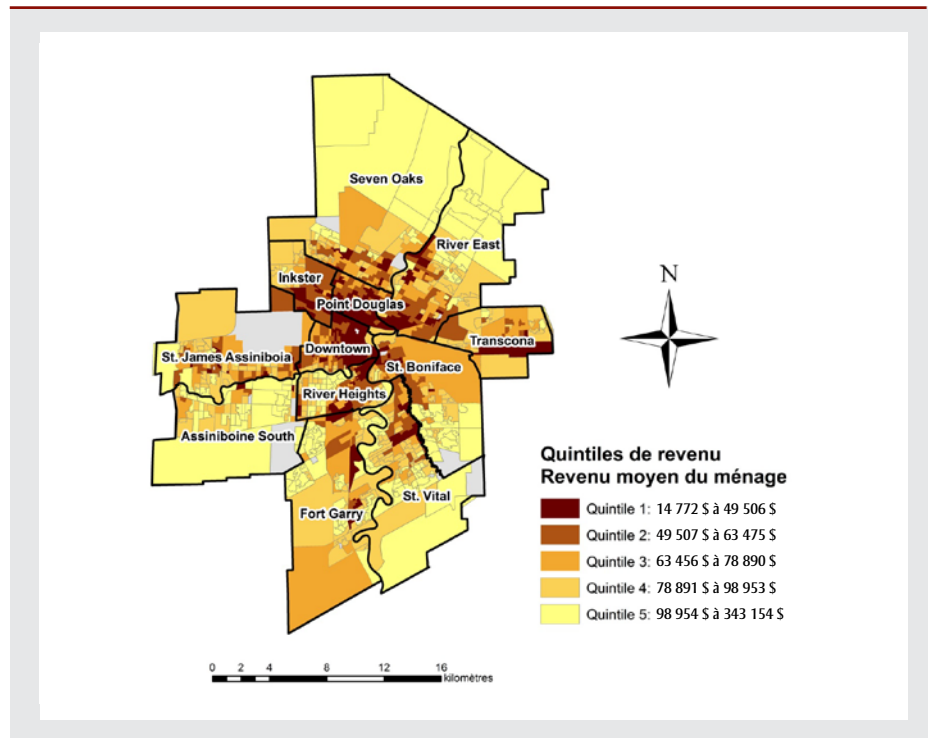 Seven Oaks
River East
Inkster
Point Douglas
N
Transcona
Downtown
St. James Assiniboia
St. Boniface
River Heights
Assiniboine South
St. Vital
Fort Garry
Quintiles de revenu
Revenu moyen du ménage
Quintile 1: 14 772 $ à 49 506 $
Quintile 2: 49 507 $ à 63 475 $
Quintile 3: 63 456 $ à 78 890 $
Quintile 4: 78 891 $ à 98 953 $
Quintile 5: 98 954 $ à 343 154 $
0 2 4 8 12 16
kilomètres